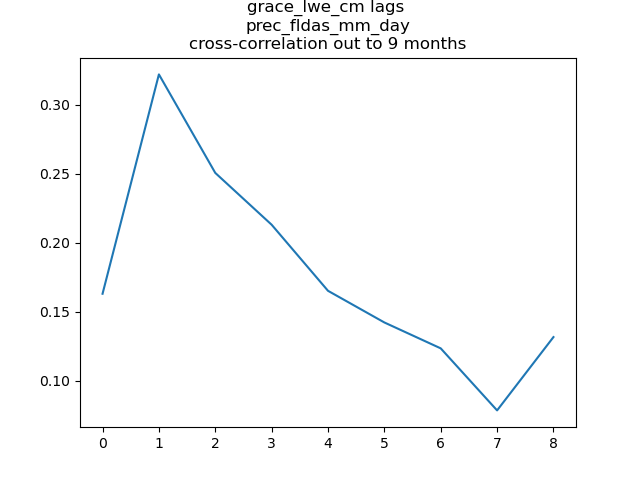 grace_lwe_cm lags
prec_fldas_mm_day
cross-correlation out to 9 months
0.30
0.25
0.20
0.15
0.10
0 1 2 3 4 5 6 7 8